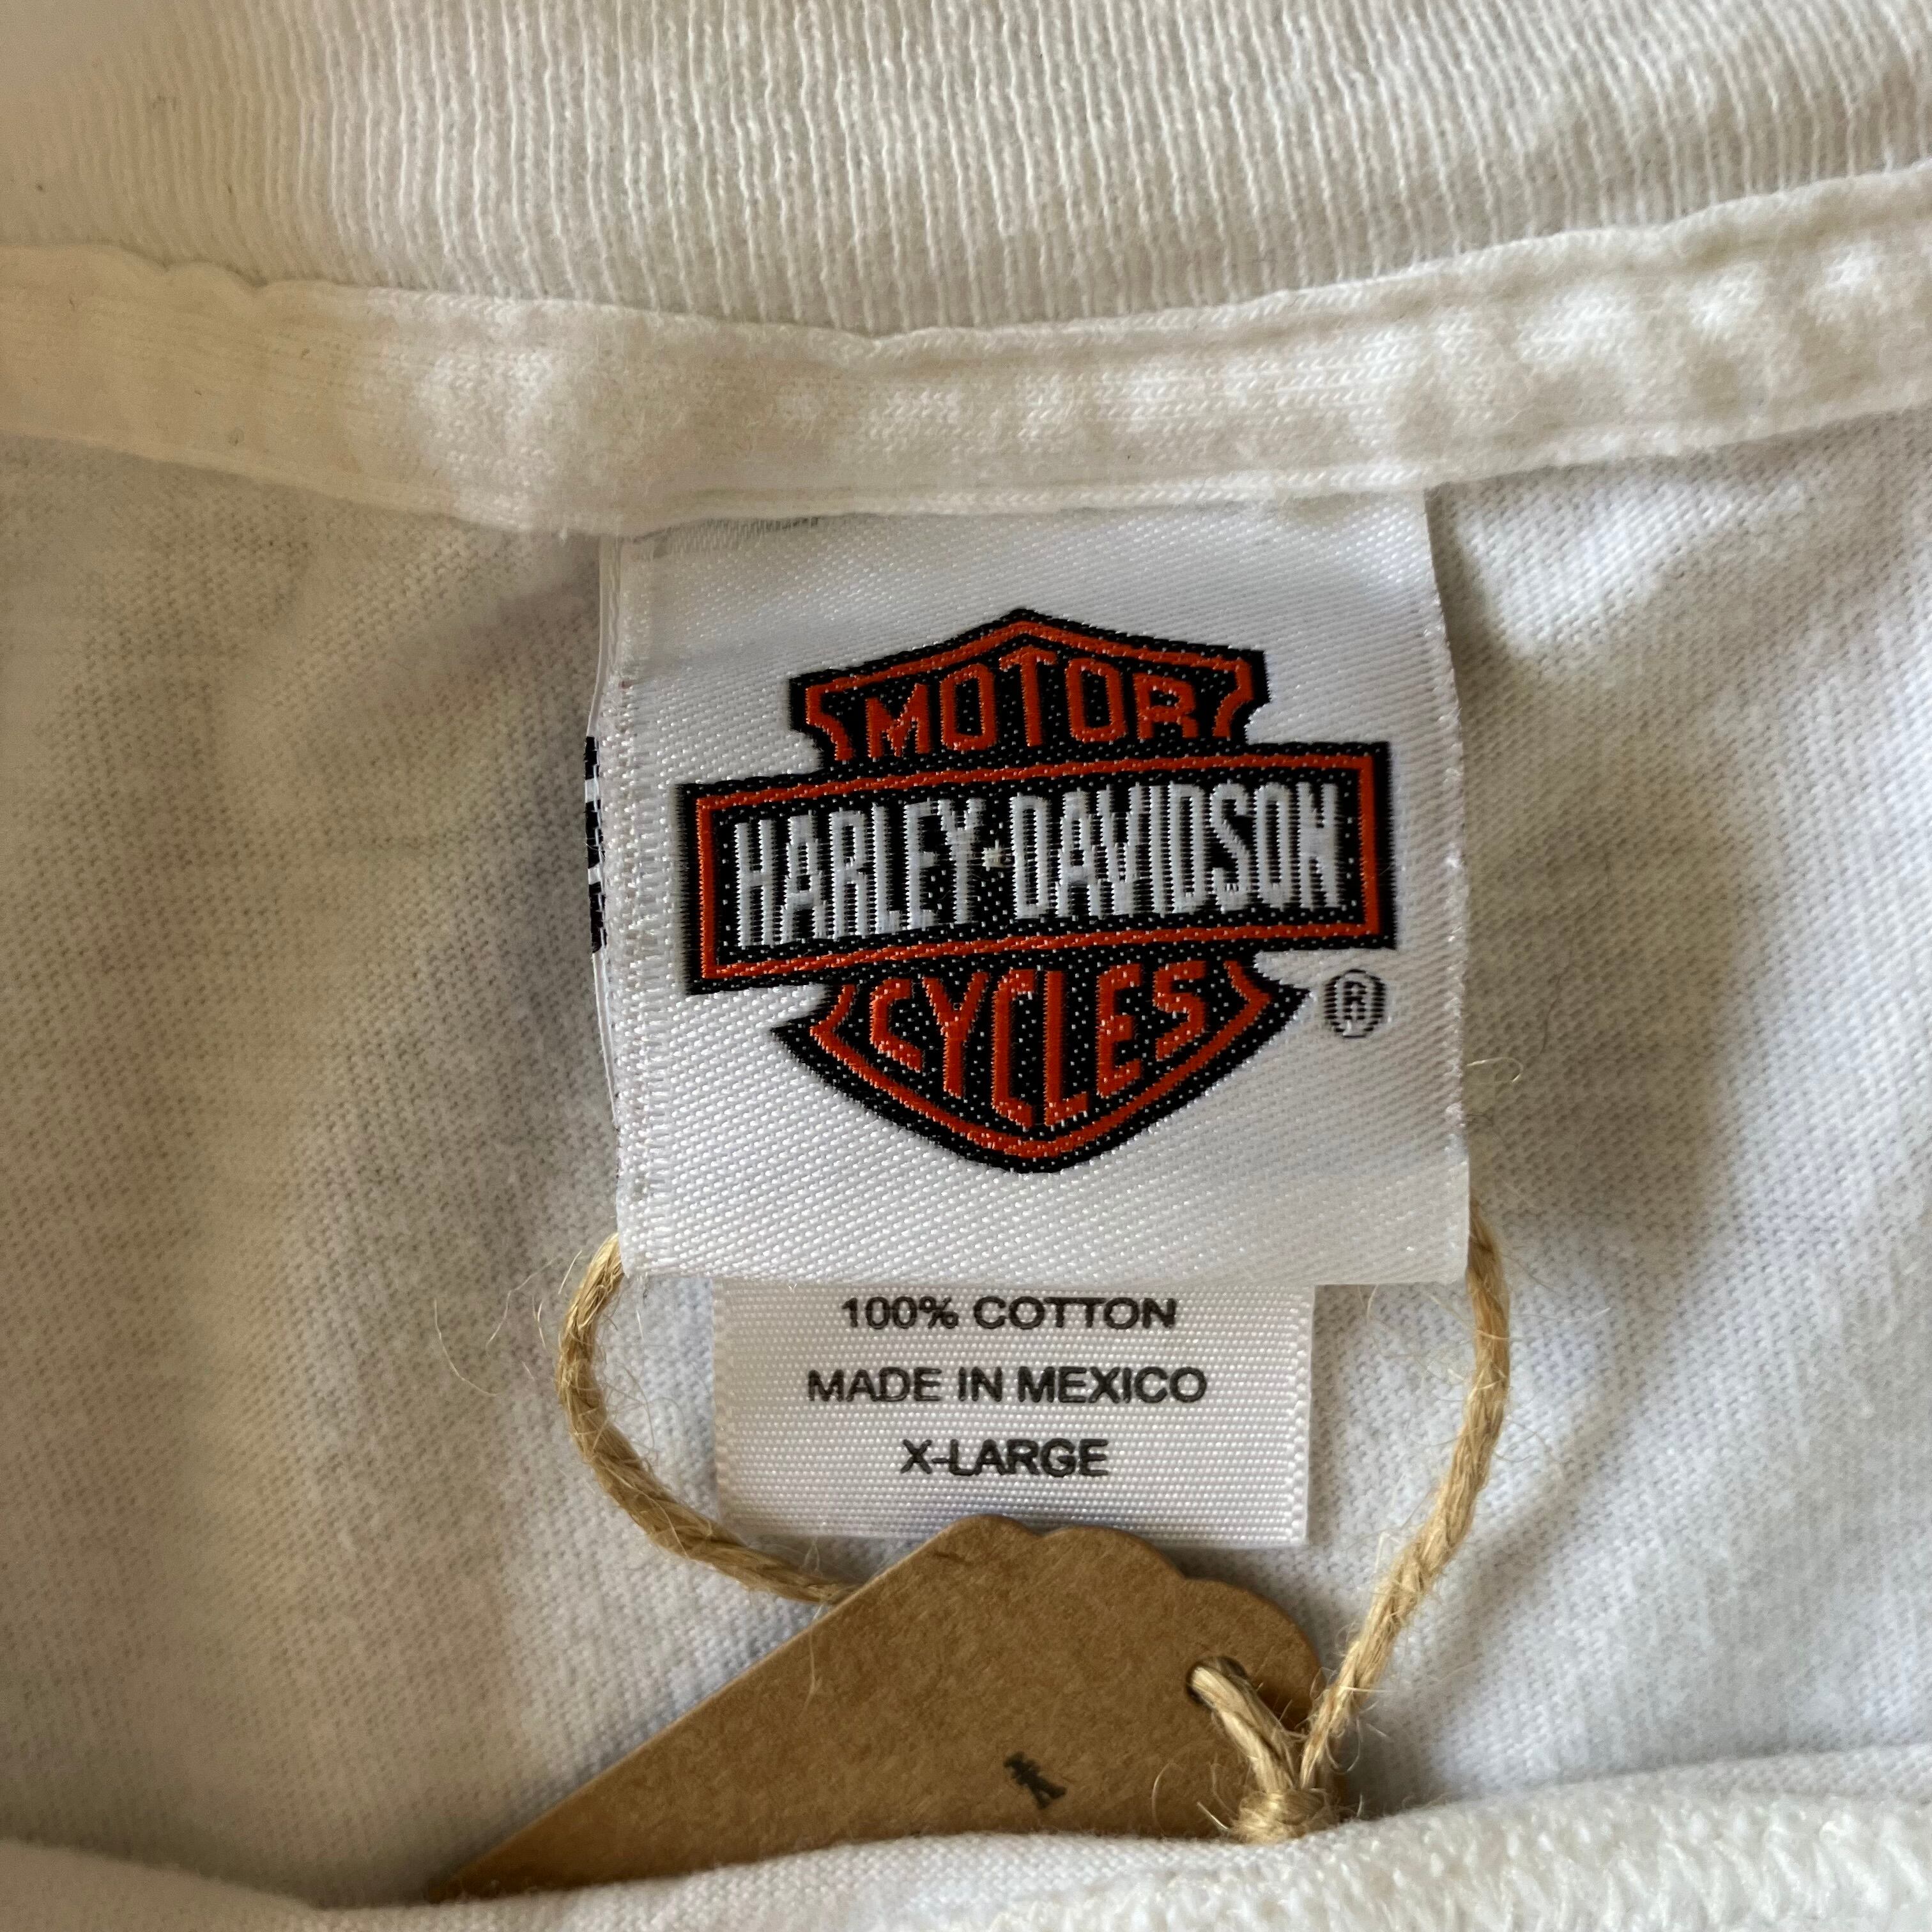 MOTOR
HARLEY-DAVIDSON
CYCLES
®
100% COTTON
MADE IN MEXICO
X-LARGE